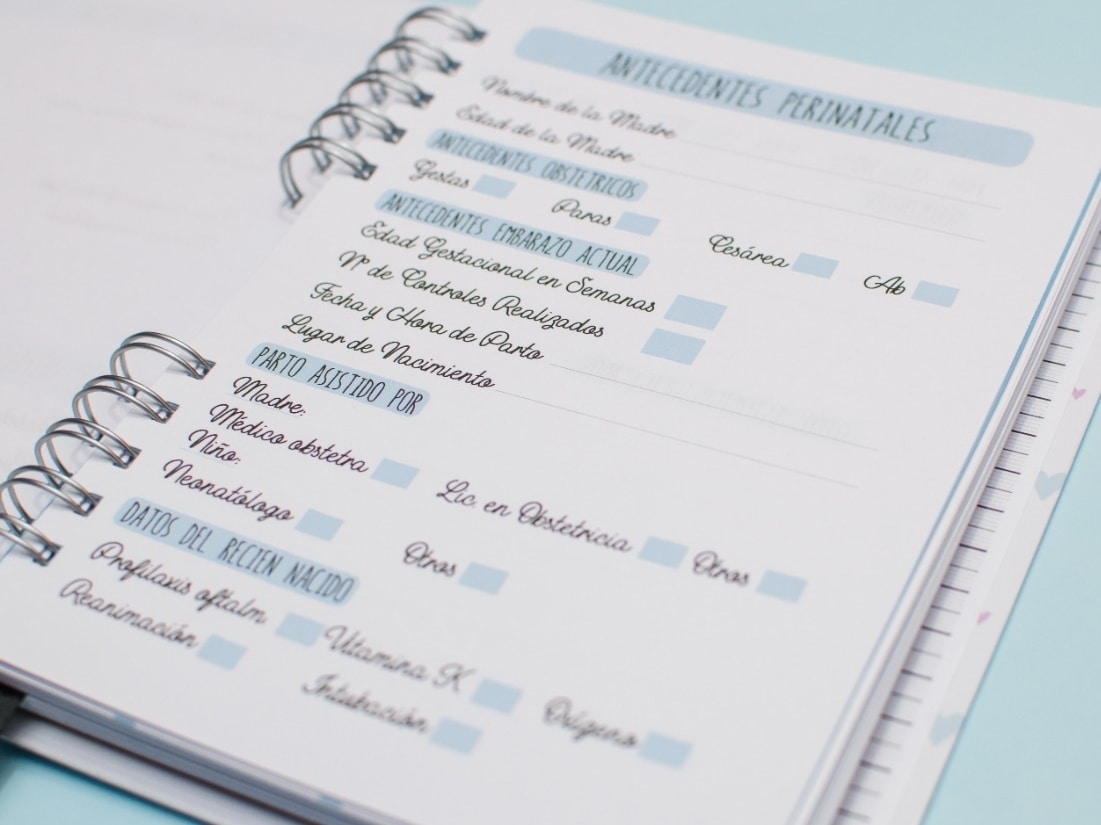 ANTECEDENTES PERINATALES
Nombre de la Madre
Edad de la Madre
ANTECEDENTES OBSTETRICOS
Gestas Paras Cesárea Ab
ANTECEDENTES EMBARAZO ACTUAL
Edad Gestacional en Semanas
Nº de Controles Realizados
Fecha y Hora de Parto
Lugar de Nacimiento
PARTO ASISTIDO POR
Madre:
Médico obstetra Lic. en Obstetricia Otros
Niño:
Neonatólogo Otros
DATOS DEL RECIEN NACIDO
Profilaxis oftalm. Vitamina K Oxígeno
Reanimación Intubación